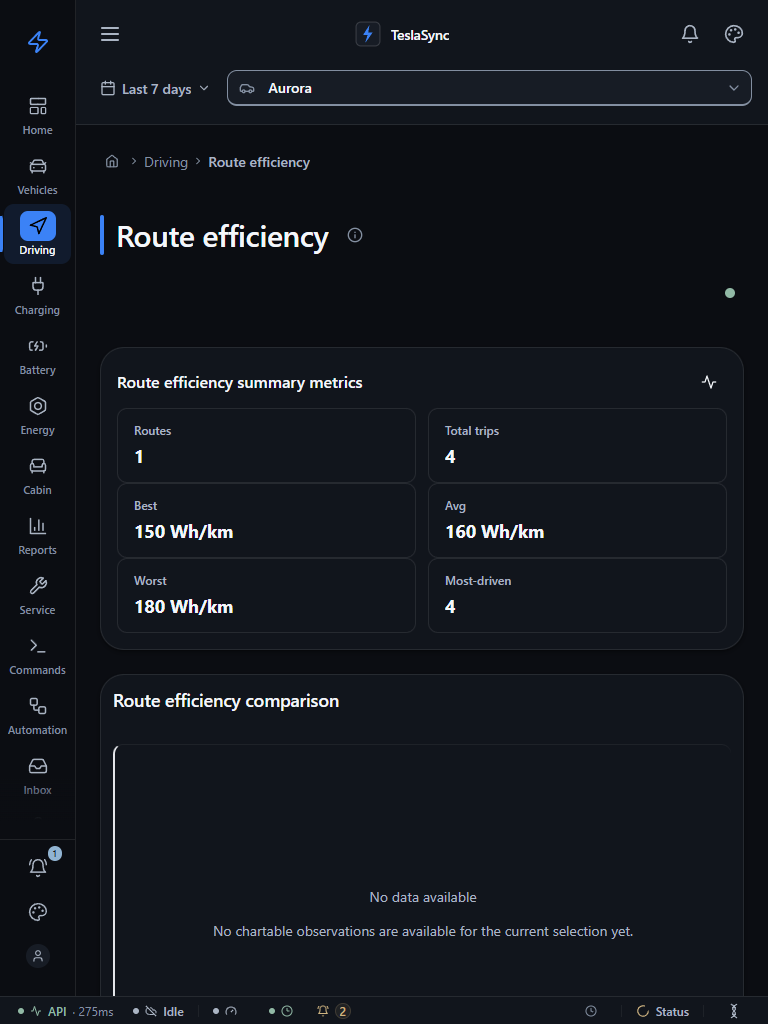 TeslaSync
Last 7 days
Aurora
Home
Vehicles
Driving
Charging
Battery
Energy
Cabin
Reports
Service
Commands
Automation
Inbox
1
Driving
Route efficiency
Route efficiency
Route efficiency summary metrics
Routes
1
Total trips
4
Best
150 Wh/km
Avg
160 Wh/km
Worst
180 Wh/km
Most-driven
4
Route efficiency comparison
No data available
No chartable observations are available for the current selection yet.
API · 275ms
Idle
2
Status